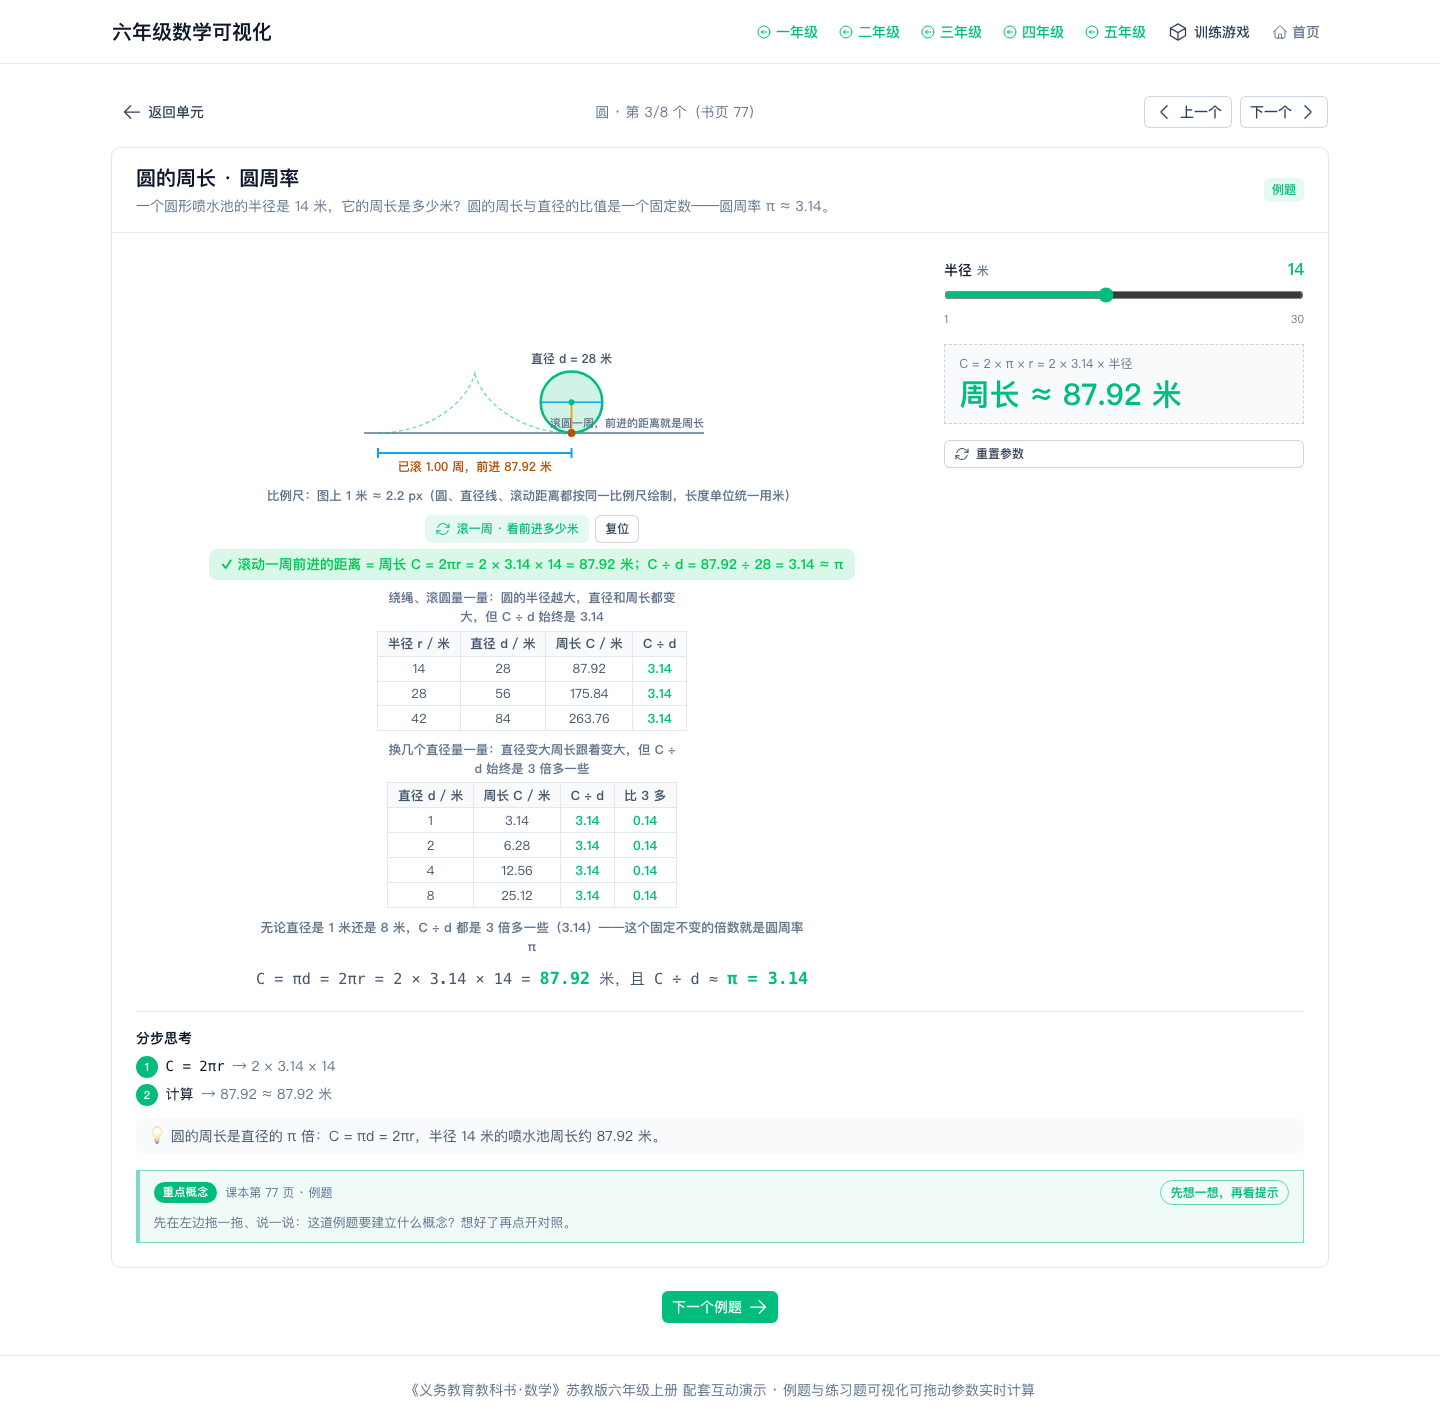 六年级数学可视化
一年级 二年级 三年级 四年级 五年级 训练游戏 首页
返回单元 圆 · 第 3/8 个（书页 77） 上一个 下一个
圆的周长 · 圆周率
例题
一个圆形喷水池的半径是 14 米，它的周长是多少米？圆的周长与直径的比值是一个固定数——圆周率 π ≈ 3.14。
半径 米 14
1 30
C = 2 × π × r = 2 × 3.14 × 半径
周长 ≈ 87.92 米
重置参数
直径 d = 28 米
滚圆一周，前进的距离就是周长
已滚 1.00 周，前进 87.92 米
比例尺：图上 1 米 ≈ 2.2 px（圆、直径线、滚动距离都按同一比例尺绘制，长度单位统一用米）
滚一周 · 看前进多少米 复位
✓ 滚动一周前进的距离 = 周长 C = 2πr = 2 × 3.14 × 14 = 87.92 米；C ÷ d = 87.92 ÷ 28 = 3.14 ≈ π
绕绳、滚圆量一量：圆的半径越大，直径和周长都变
大，但 C ÷ d 始终是 3.14
半径 r / 米 直径 d / 米 周长 C / 米 C ÷ d
14 28 87.92 3.14
28 56 175.84 3.14
42 84 263.76 3.14
换几个直径量一量：直径变大周长跟着变大，但 C ÷
d 始终是 3 倍多一些
直径 d / 米 周长 C / 米 C ÷ d 比 3 多
1 3.14 3.14 0.14
2 6.28 3.14 0.14
4 12.56 3.14 0.14
8 25.12 3.14 0.14
无论直径是 1 米还是 8 米，C ÷ d 都是 3 倍多一些（3.14）——这个固定不变的倍数就是圆周率
π
C = πd = 2πr = 2 × 3.14 × 14 = 87.92 米，且 C ÷ d ≈ π = 3.14
分步思考
1 C = 2πr → 2 × 3.14 × 14
2 计算 → 87.92 ≈ 87.92 米
圆的周长是直径的 π 倍：C = πd = 2πr，半径 14 米的喷水池周长约 87.92 米。
重点概念 课本第 77 页 · 例题 先想一想，再看提示
先在左边拖一拖、说一说：这道例题要建立什么概念？想好了再点开对照。
下一个例题 →
《义务教育教科书·数学》苏教版六年级上册 配套互动演示 · 例题与练习题可视化可拖动参数实时计算